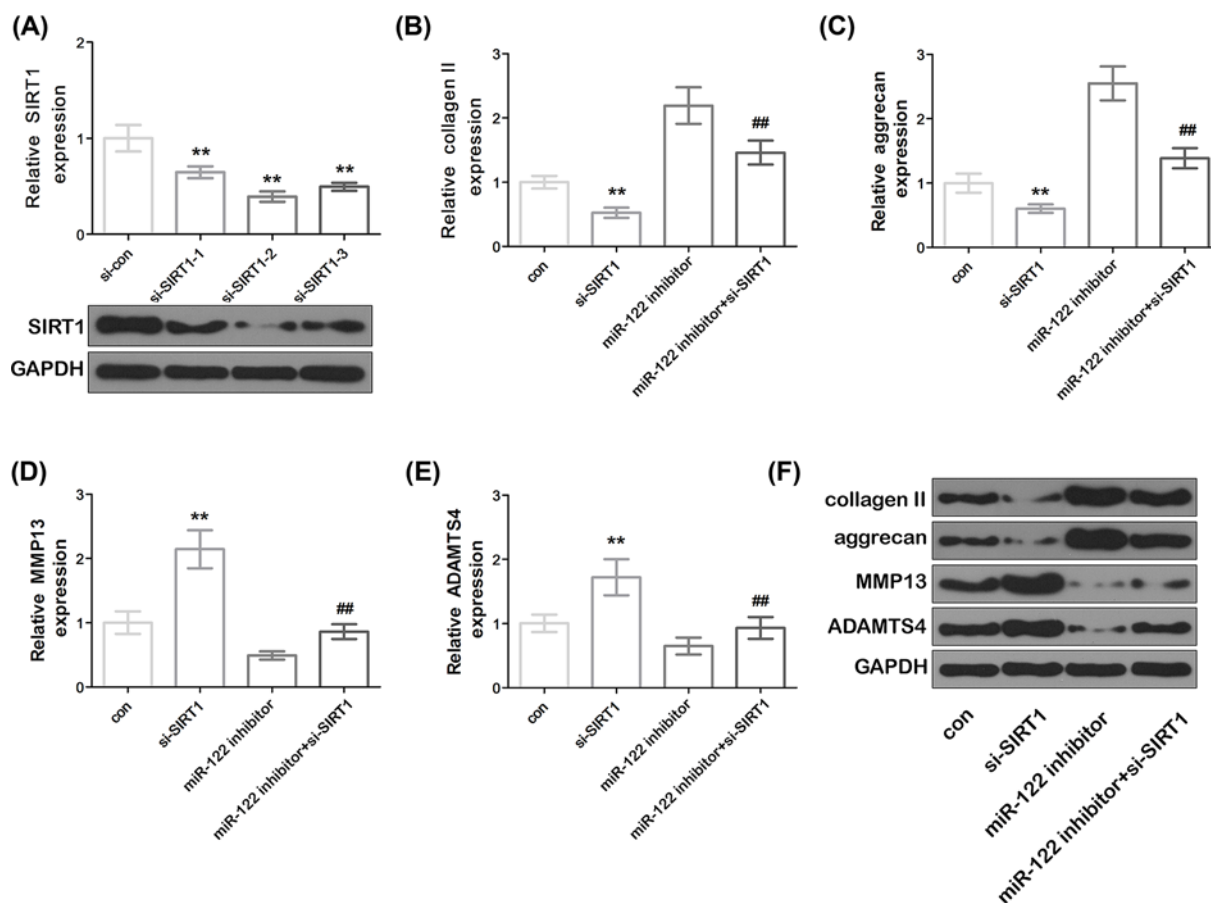 (A)
Relative SIRT1
expression
2
1
0
**
**
**
si-con
si-SIRT1-1
si-SIRT1-2
si-SIRT1-3
SIRT1
GAPDH
(B)
Relative collagen II
expression
3
2
1
0
**
##
con
si-SIRT1
miR-122 inhibitor
miR-122 inhibitor+si-SIRT1
(C)
Relative aggrecan
expression
3
2
1
0
**
##
con
si-SIRT1
miR-122 inhibitor
miR-122 inhibitor+si-SIRT1
(D)
Relative MMP13
expression
3
2
1
0
**
##
con
si-SIRT1
miR-122 inhibitor
miR-122 inhibitor+si-SIRT1
(E)
Relative ADAMTS4
expression
3
2
1
0
**
##
con
si-SIRT1
miR-122 inhibitor
miR-122 inhibitor+si-SIRT1
(F)
collagen II
aggrecan
MMP13
ADAMTS4
GAPDH
con
si-SIRT1
miR-122 inhibitor
miR-122 inhibitor+si-SIRT1